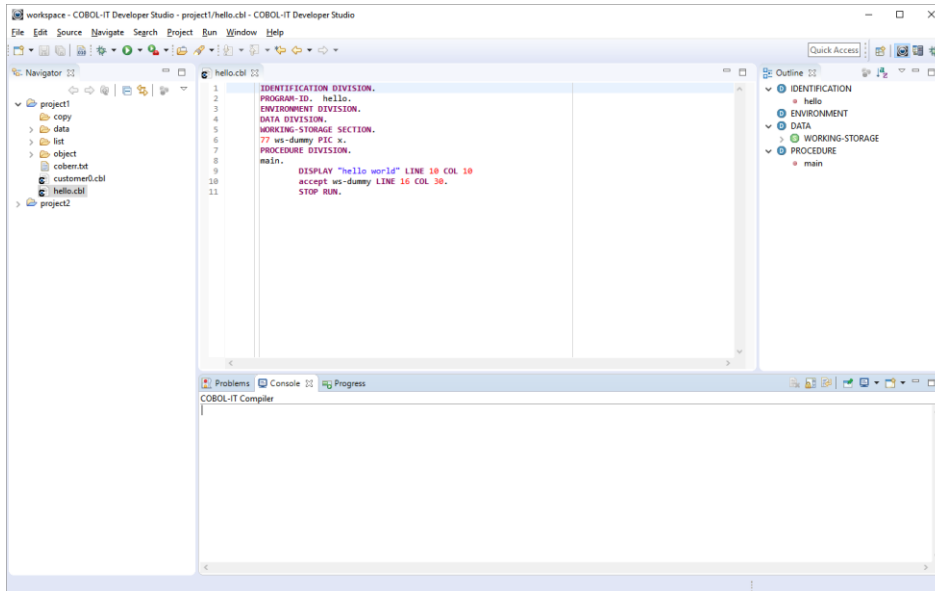 workspace - COBOL-IT Developer Studio - project1/hello.cbl - COBOL-IT Developer Studio
File Edit Source Navigate Search Project Run Window Help
Quick Access
Navigator
project1
copy
data
list
object
coberr.txt
customer0.cbl
hello.cbl
project2
hello.cbl
1 IDENTIFICATION DIVISION.
2 PROGRAM-ID. hello.
3 ENVIRONMENT DIVISION.
4 DATA DIVISION.
5 WORKING-STORAGE SECTION.
6 77 ws-dummy PIC x.
7 PROCEDURE DIVISION.
8 main.
9 DISPLAY "hello world" LINE 10 COL 10
10 accept ws-dummy LINE 16 COL 30.
11 STOP RUN.
Outline
IDENTIFICATION
hello
ENVIRONMENT
DATA
WORKING-STORAGE
PROCEDURE
main
Problems Console Progress
COBOL-IT Compiler